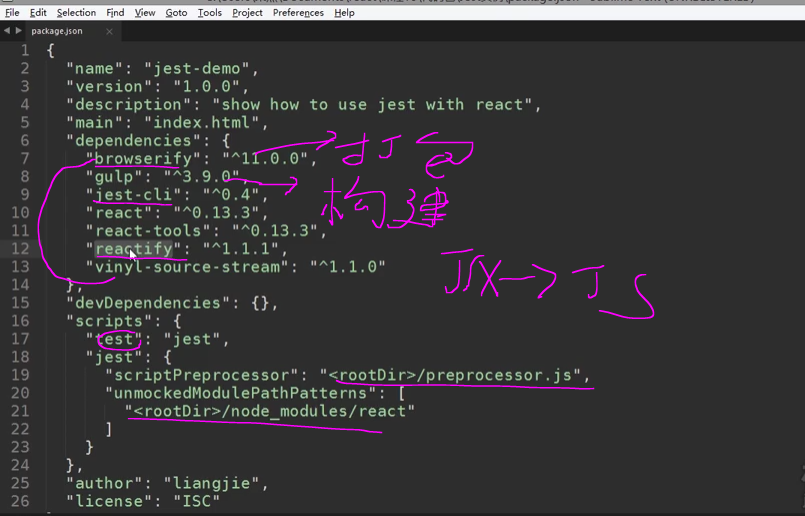 File Edit Selection Find View Goto Tools Project Preferences Help
package.json
1 {
2 "name": "jest-demo",
3 "version": "1.0.0",
4 "description": "show how to use jest with react",
5 "main": "index.html",
6 "dependencies": {
7 "browserify": "^11.0.0",
打包
8 "gulp": "^3.9.0",
构建
9 "jest-cli": "^0.4",
10 "react": "^0.13.3",
11 "react-tools": "^0.13.3",
12 "reactify": "^1.1.1",
JSX→JS
13 "vinyl-source-stream": "^1.1.0"
14 },
15 "devDependencies": {},
16 "scripts": {
17 "test": "jest",
18 "jest": {
19 "scriptPreprocessor": "<rootDir>/preprocessor.js",
20 "unmockedModulePathPatterns": [
21 "<rootDir>/node_modules/react"
22 ]
23 }
24 },
25 "author": "liangjie",
26 "license": "ISC"